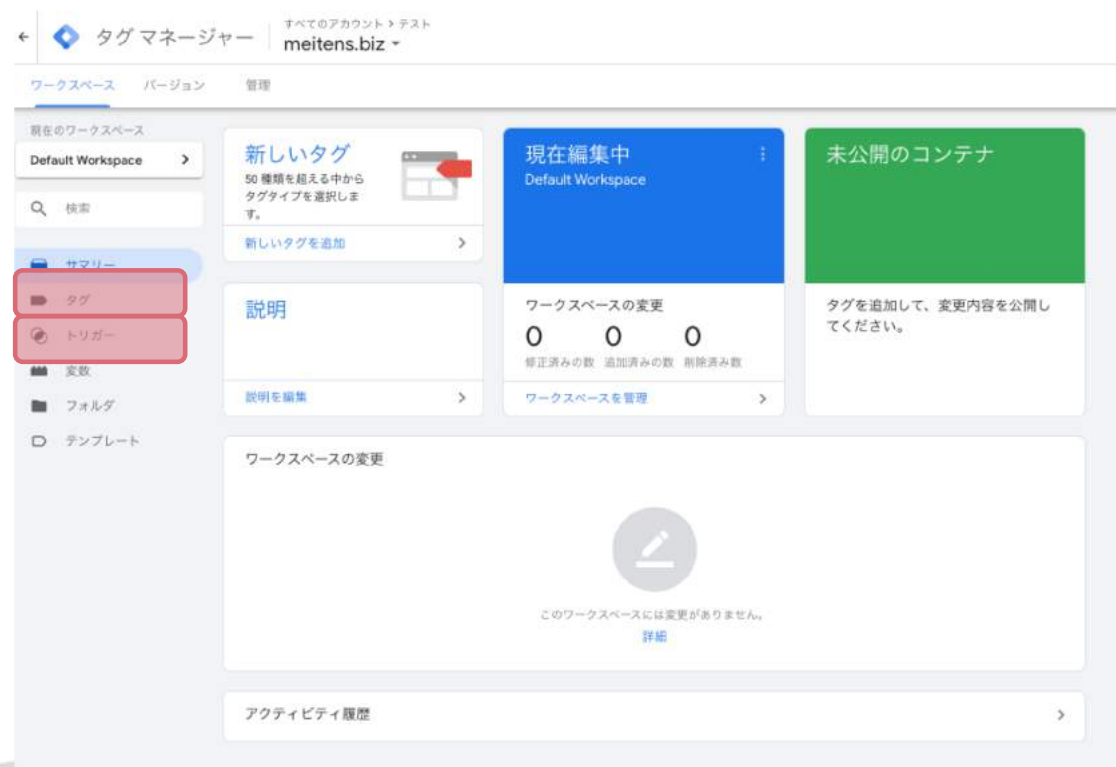 すべてのアカウント > テスト
タグ マネージャー
meitens.biz
ワークスペース バージョン 管理
現在のワークスペース
Default Workspace
検索
サマリー
タグ
トリガー
変数
フォルダ
テンプレート
新しいタグ
50 種類を超える中から
タグタイプを選択しま
す。
新しいタグを追加
現在編集中
Default Workspace
未公開のコンテナ
説明
説明を編集
ワークスペースの変更
0 0 0
修正済みの数 追加済みの数 削除済み数
ワークスペースを管理
タグを追加して、変更内容を公開し
てください。
ワークスペースの変更
このワークスペースには変更がありません。
詳細
アクティビティ履歴